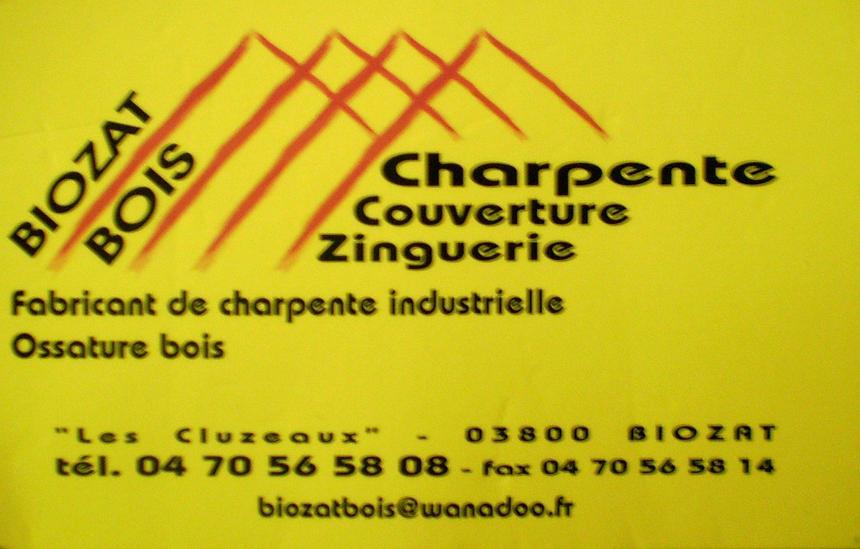 BIOZAT
BOIS
Charpente
Couverture
Zinguerie
Fabricant de charpente industrielle
Ossature bois
"Les Cluzeaux" - 03800 BIOZAT
tél. 04 70 56 58 08 - fax 04 70 56 58 14
biozatbois@wanadoo.fr